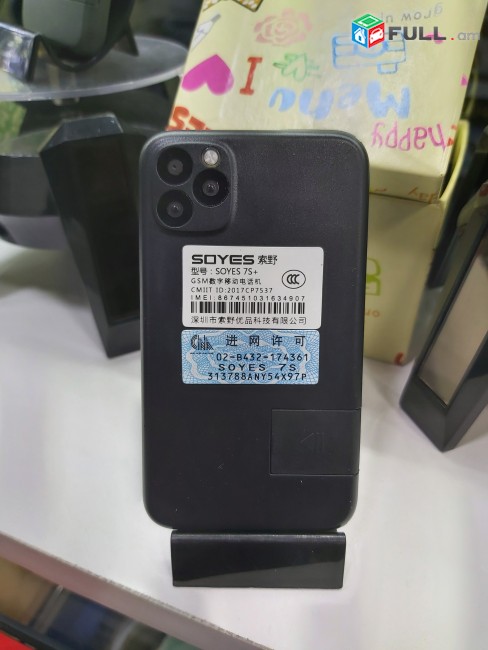 FULL.am
grow
now
I
Menu
happy
SOYES 索野
型号: SOYES 7S+
GSM数字移动电话机
CMIIT ID:2017CP7537
IMEI: 867451031634907
深圳市索野优品科技有限公司
进网许可
02-B432-174361
SOYES 7S
313788ANY54X97P